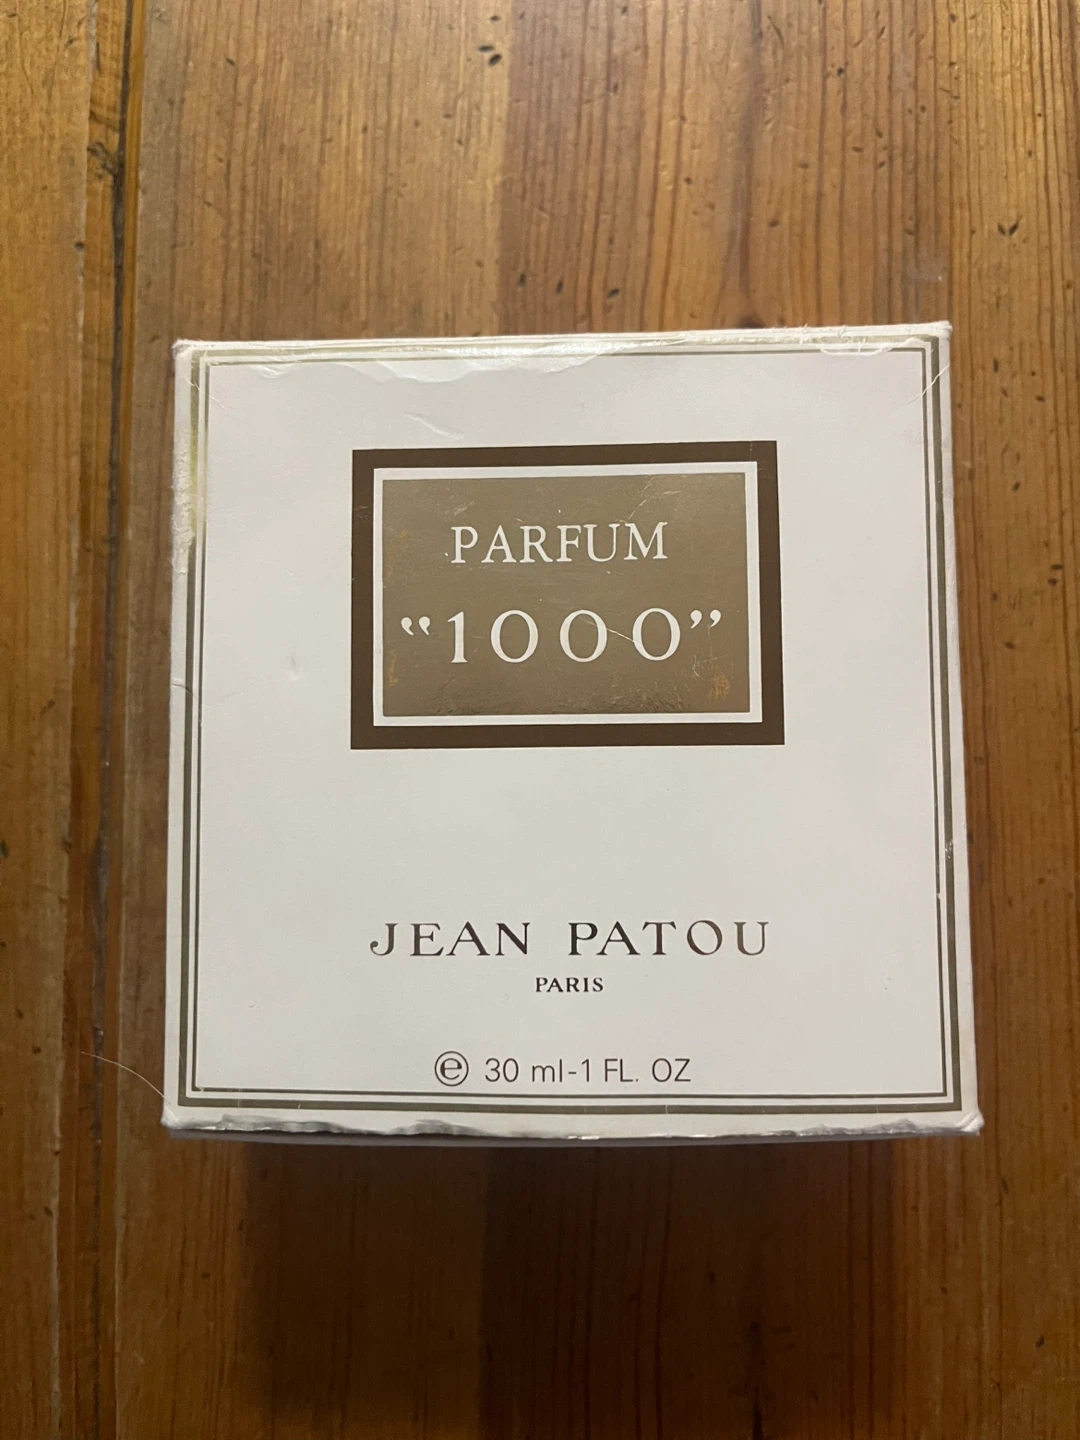 PARFUM
“1000”
JEAN PATOU
PARIS
℮ 30 ml-1 FL. OZ